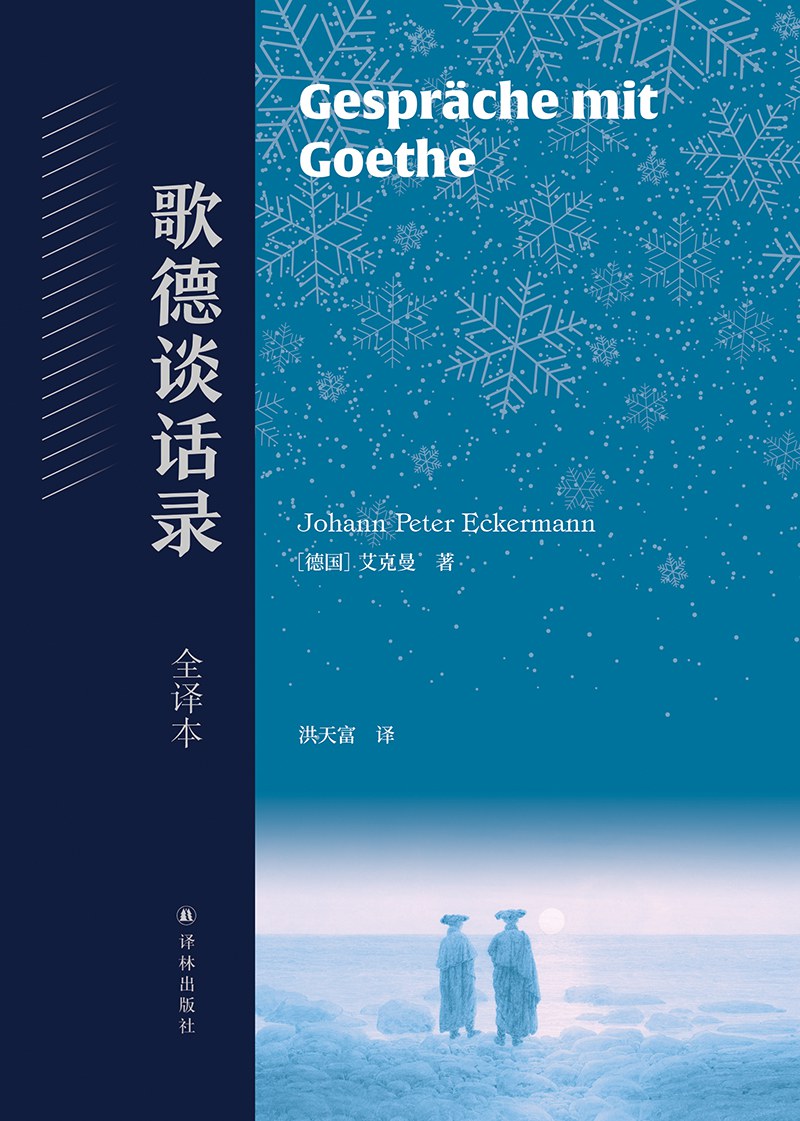 Gespräche mit
Goethe
歌德谈话录
全译本
Johann Peter Eckermann
[德国] 艾克曼 著
洪天富 译
译林出版社